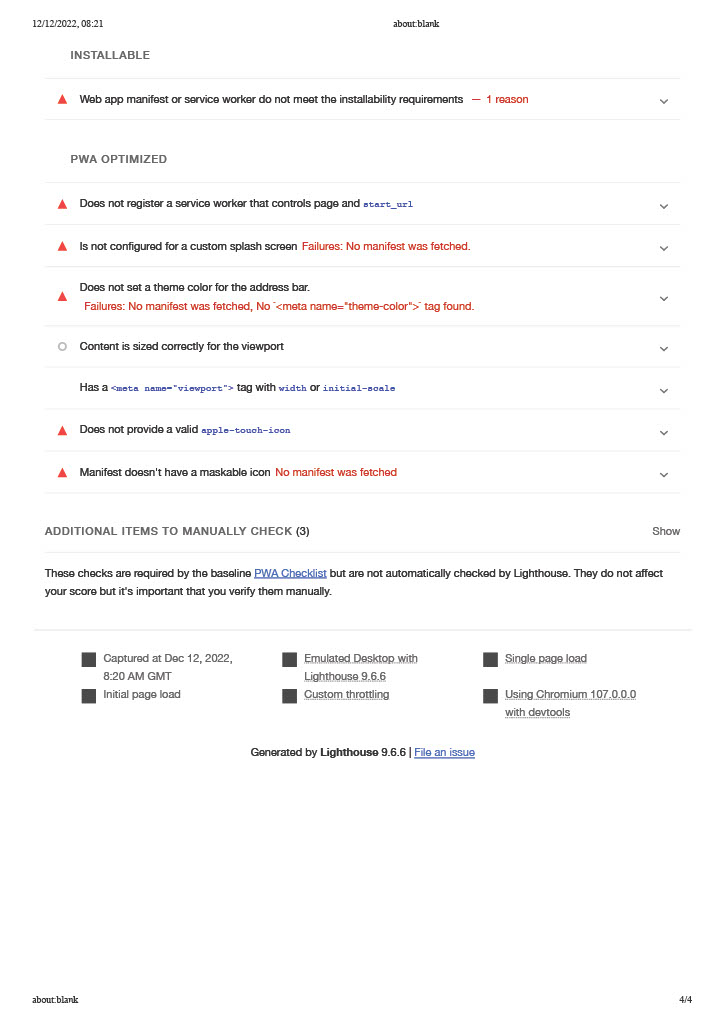 12/12/2022, 08:21 about:blank
INSTALLABLE
Web app manifest or service worker do not meet the installability requirements — 1 reason
PWA OPTIMIZED
Does not register a service worker that controls page and start_url
Is not configured for a custom splash screen Failures: No manifest was fetched.
Does not set a theme color for the address bar.
Failures: No manifest was fetched, No `<meta name="theme-color">` tag found.
Content is sized correctly for the viewport
Has a <meta name="viewport"> tag with width or initial-scale
Does not provide a valid apple-touch-icon
Manifest doesn't have a maskable icon No manifest was fetched
ADDITIONAL ITEMS TO MANUALLY CHECK (3) Show
These checks are required by the baseline PWA Checklist but are not automatically checked by Lighthouse. They do not affect
your score but it's important that you verify them manually.
Captured at Dec 12, 2022,
8:20 AM GMT
Emulated Desktop with
Lighthouse 9.6.6
Single page load
Initial page load
Custom throttling
Using Chromium 107.0.0.0
with devtools
Generated by Lighthouse 9.6.6 | File an issue
about:blank 4/4